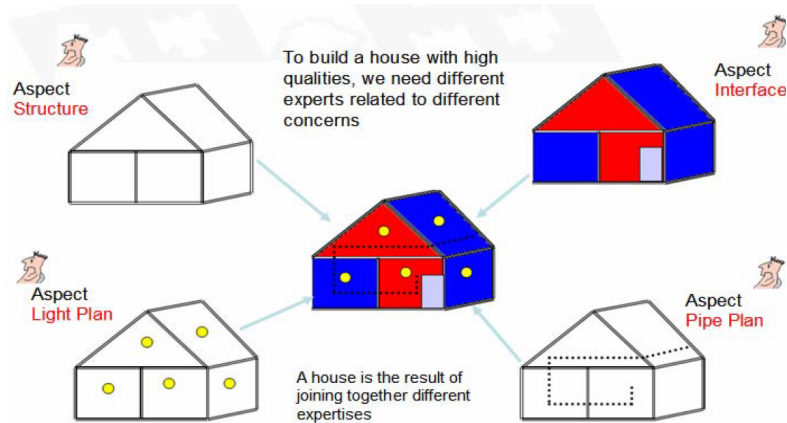 To build a house with high
qualities, we need different
experts related to different
concerns
Aspect
Structure
Aspect
Interface
Aspect
Light Plan
Aspect
Pipe Plan
A house is the result of
joining together different
expertises